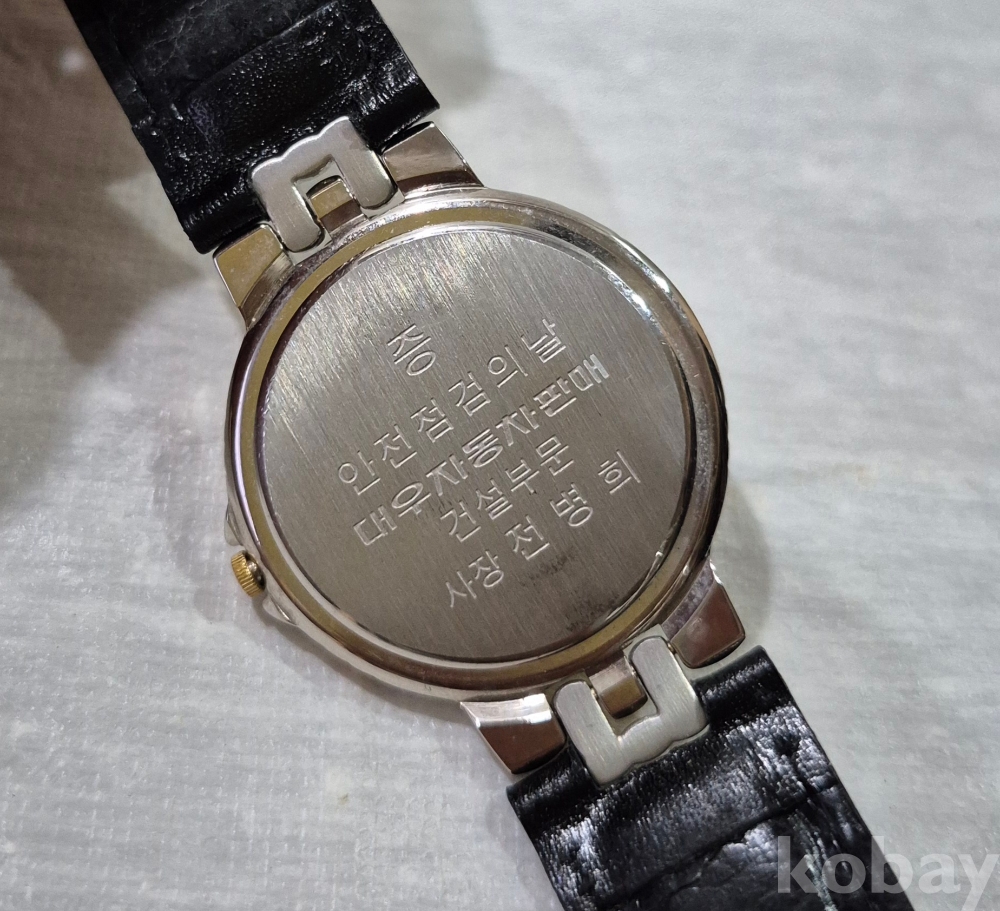 증
안전점검의날
대우자동차판매
건설부문
사장 전병희
kobay